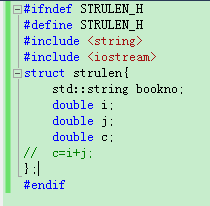 #ifndef STRULEN_H
#define STRULEN_H
#include <string>
#include <iostream>
struct strulen{
    std::string bookno;
    double i;
    double j;
    double c;
//  c=i+j;
};
#endif